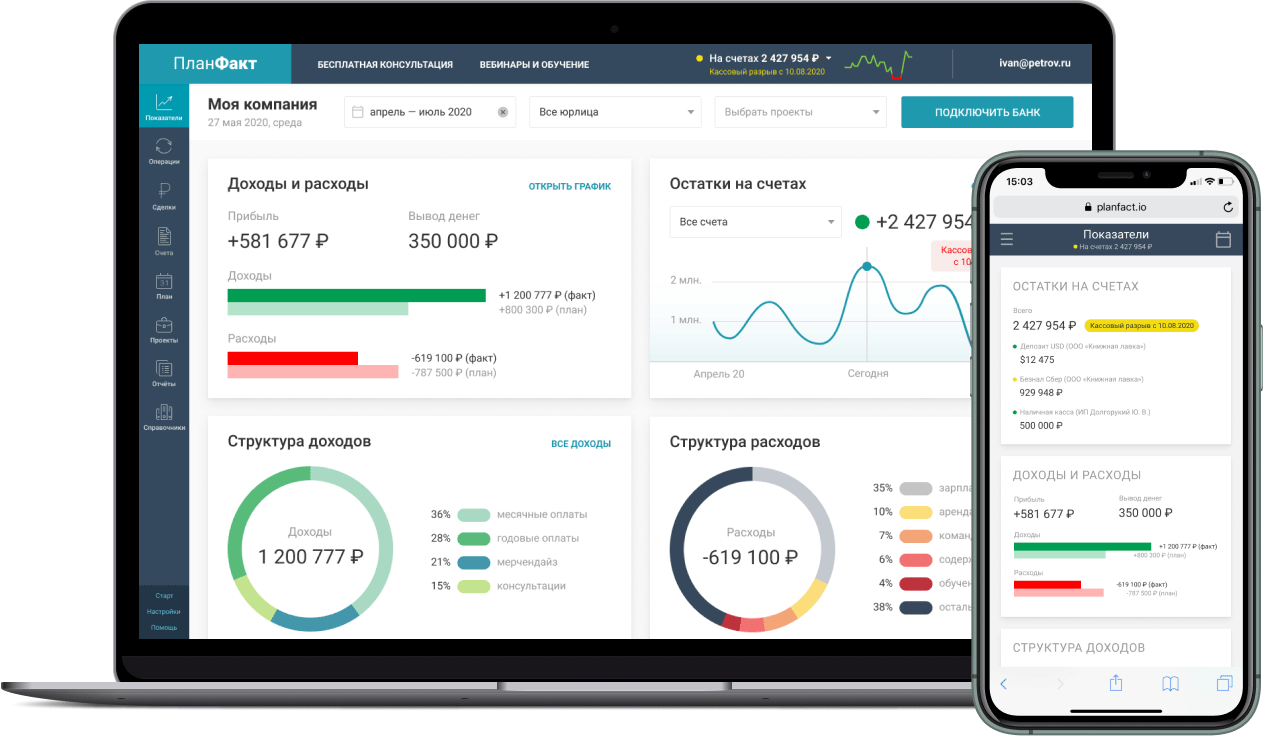 ПланФакт
БЕСПЛАТНАЯ КОНСУЛЬТАЦИЯ
ВЕБИНАРЫ И ОБУЧЕНИЕ
На счетах 2 427 954 ₽
Кассовый разрыв с 10.08.2020
ivan@petrov.ru
Показатели
Операции
Сделки
Счета
31
План
Проекты
Отчёты
Справочники
Старт
Настройки
Помощь
Моя компания
27 мая 2020, среда
апрель — июль 2020
Все юрлица
Выбрать проекты
ПОДКЛЮЧИТЬ БАНК
Доходы и расходы
ОТКРЫТЬ ГРАФИК
Прибыль
Вывод денег
+581 677 ₽
350 000 ₽
Доходы
+1 200 777 ₽ (факт)
+800 300 ₽ (план)
Расходы
-619 100 ₽ (факт)
-787 500 ₽ (план)
Остатки на счетах
Все счета
+2 427 954
Кассо
с 10
2 млн.
1 млн.
Апрель 20
Сегодня
Структура доходов
ВСЕ ДОХОДЫ
Доходы
1 200 777 ₽
36% месячные оплаты
28% годовые оплаты
21% мерчендайз
15% консультации
Структура расходов
Расходы
-619 100 ₽
35% зарпла
10% аренда
7% коман
6% содерж
4% обучен
38% осталь
15:03
planfact.io
Показатели
На счетах 2 427 954 ₽
ОСТАТКИ НА СЧЕТАХ
Всего
2 427 954 ₽
Кассовый разрыв с 10.08.2020
Депозит USD (ООО «Книжная лавка»)
$12 475
Безнал Сбер (ООО «Книжная лавка»)
929 948 ₽
Наличная касса (ИП Долгорукий Ю. В.)
500 000 ₽
ДОХОДЫ И РАСХОДЫ
Прибыль
Вывод денег
+581 677 ₽
350 000 ₽
Доходы
+1 200 777 ₽ (факт)
+800 300 ₽ (план)
Расходы
-619 100 ₽ (факт)
-787 500 ₽ (план)
СТРУКТУРА ДОХОДОВ